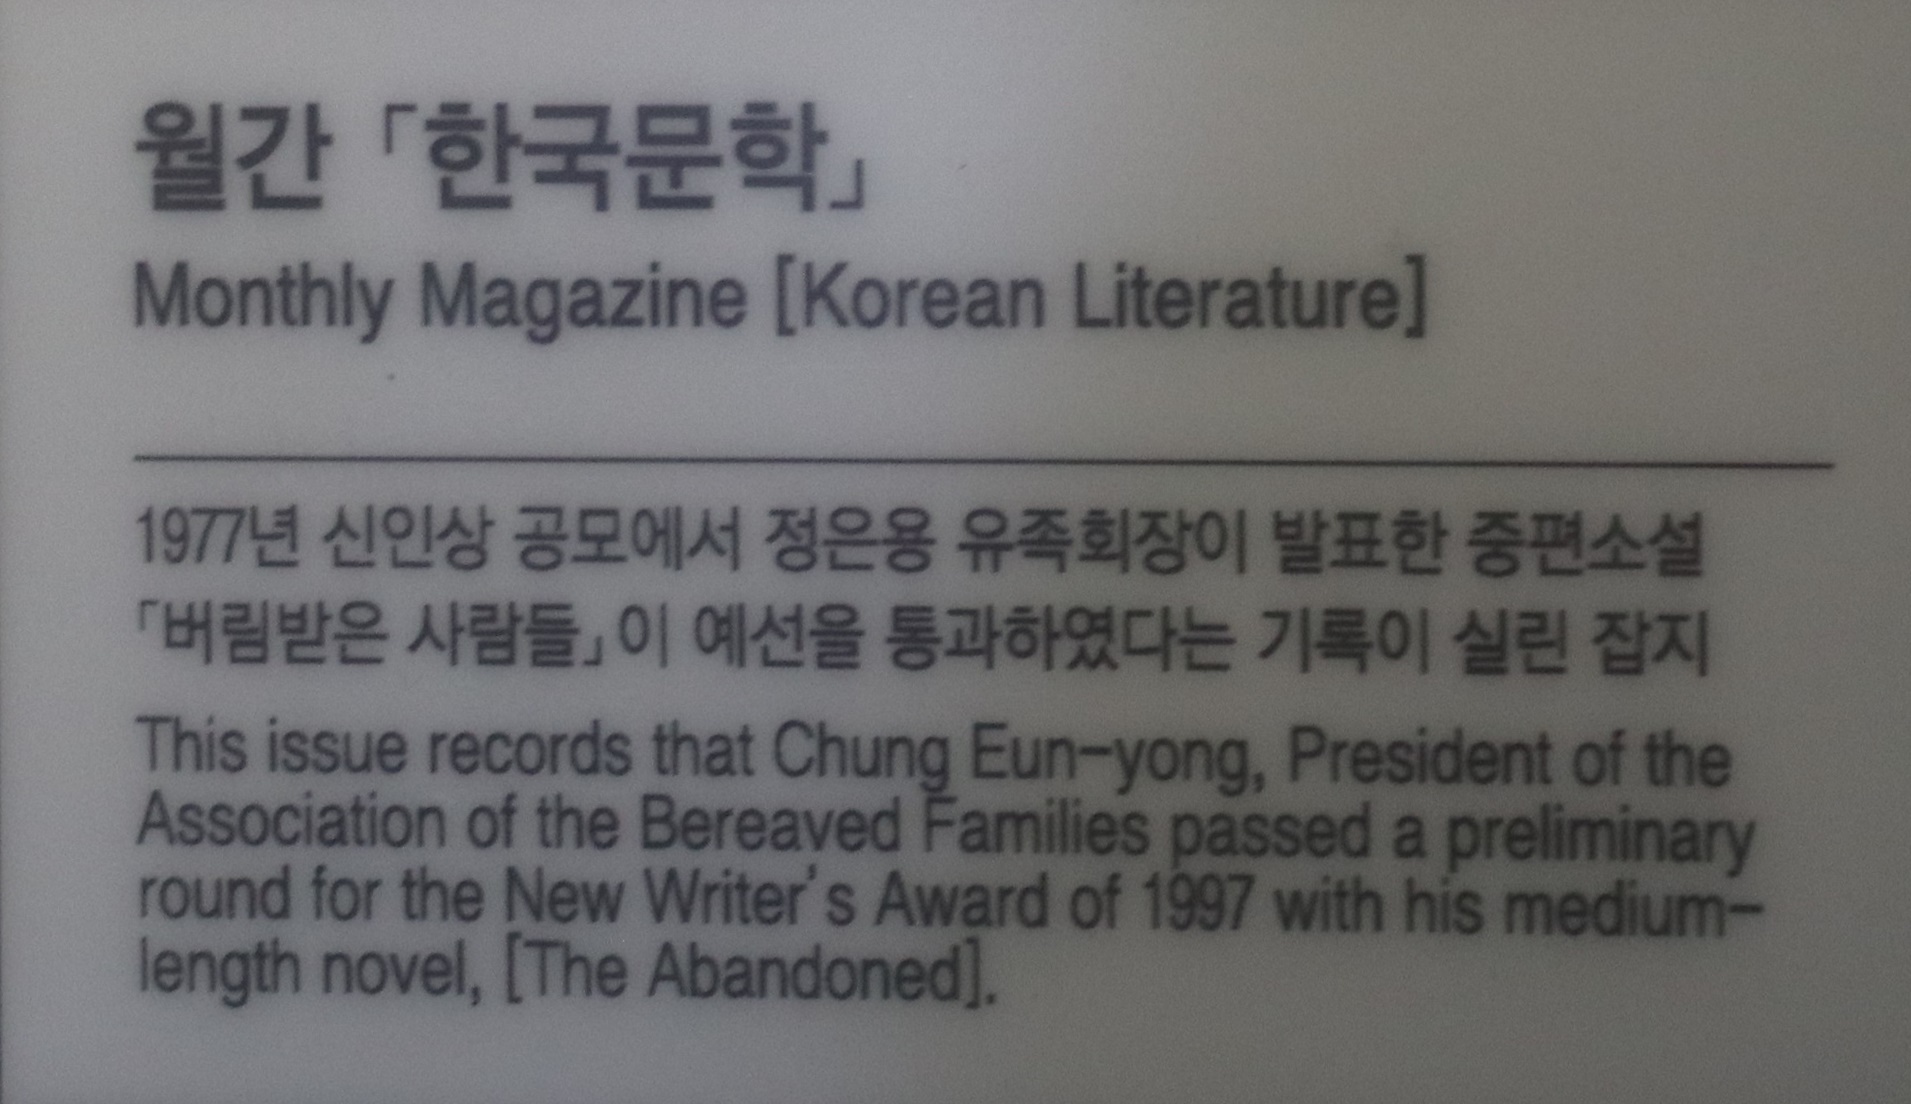 월간 「한국문학」
Monthly Magazine [Korean Literature]
1977년 신인상 공모에서 정은용 유족회장이 발표한 중편소설
「버림받은 사람들」이 예선을 통과하였다는 기록이 실린 잡지
This issue records that Chung Eun-yong, President of the
Association of the Bereaved Families passed a preliminary
round for the New Writer's Award of 1997 with his medium-
length novel, [The Abandoned].